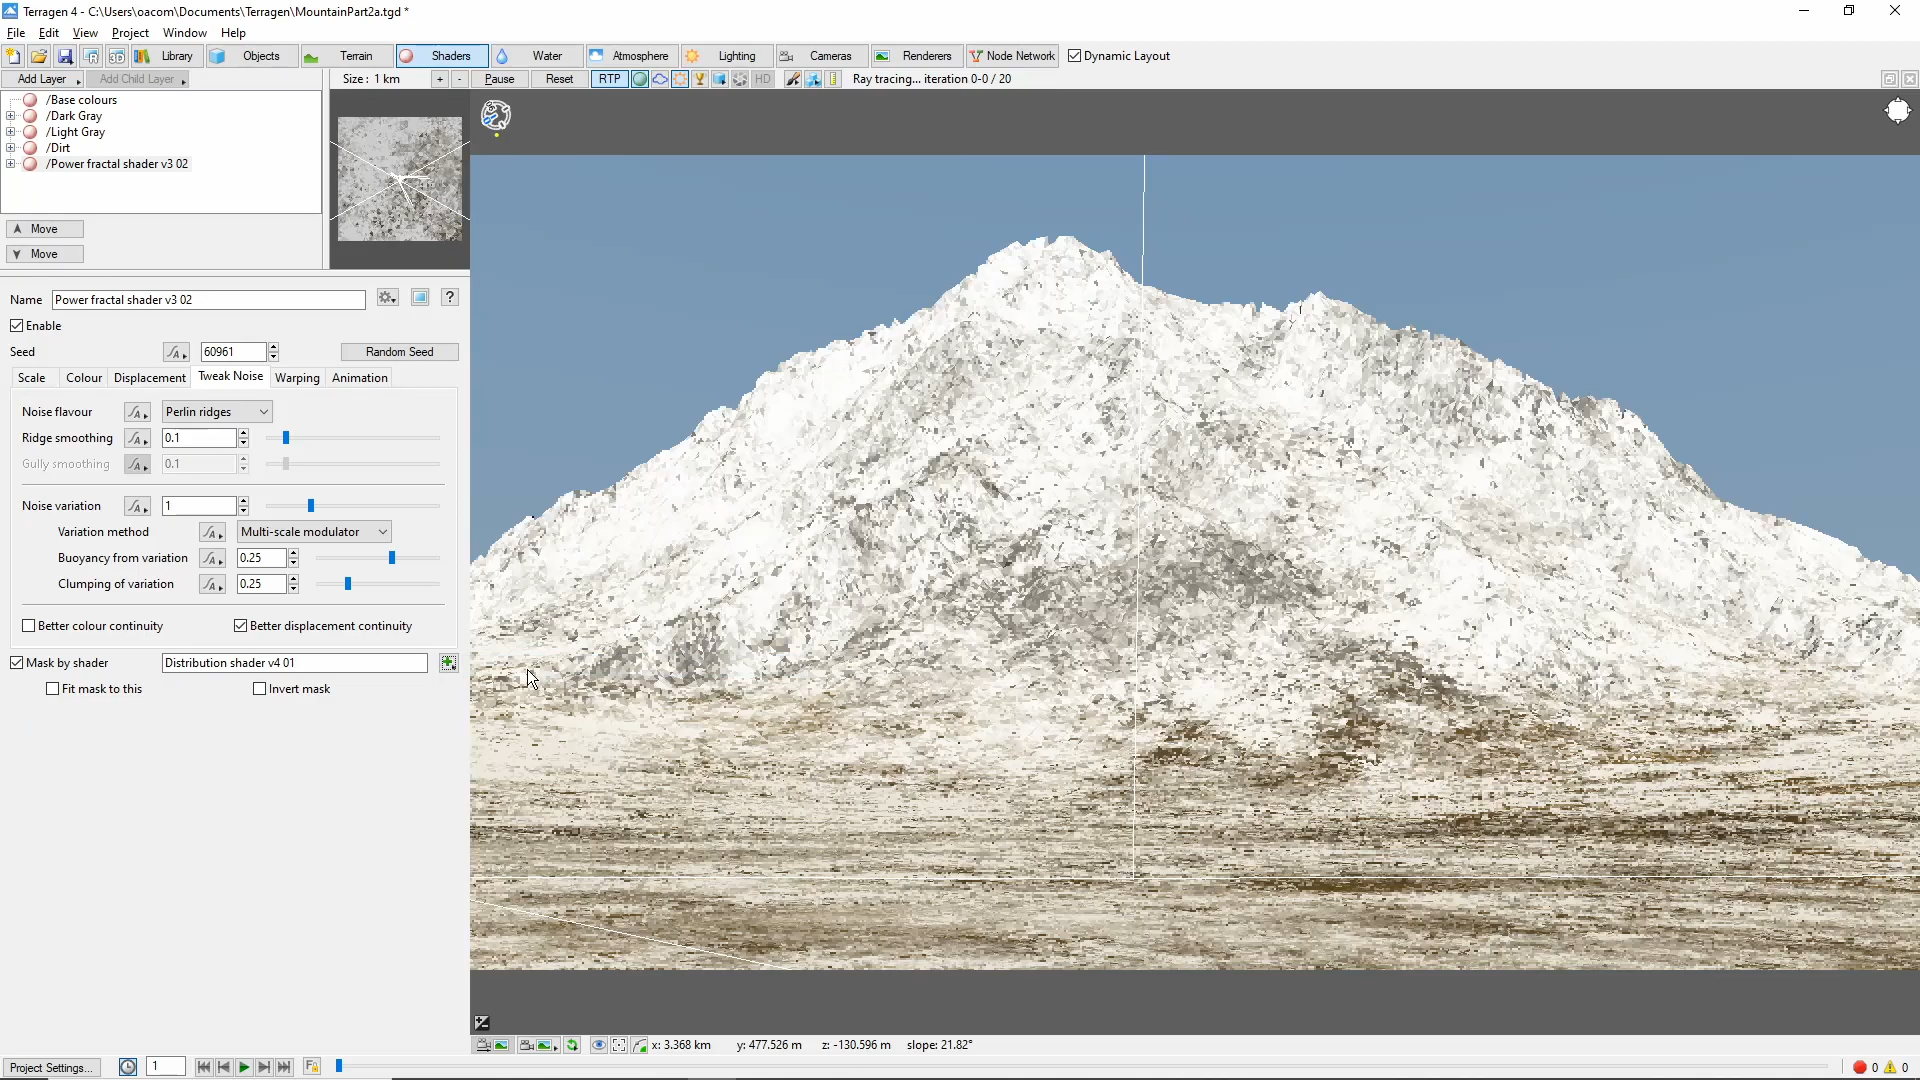 Terragen 4 - C:\Users\oacom\Documents\Terragen\MountainPart2a.tgd *
File Edit View Project Window Help
Library Objects Terrain Shaders Water Atmosphere Lighting Cameras Renderers Node Network Dynamic Layout
Add Layer Add Child Layer Size: 1 km + - Pause Reset RTP HD Ray tracing... iteration 0-0 / 20
/Base colours
/Dark Gray
/Light Gray
/Dirt
/Power fractal shader v3 02
Move
Move
Name Power fractal shader v3 02 ?
Enable
Seed 60961 Random Seed
Scale Colour Displacement Tweak Noise Warping Animation
Noise flavour Perlin ridges
Ridge smoothing 0.1
Gully smoothing 0.1
Noise variation 1
Variation method Multi-scale modulator
Buoyancy from variation 0.25
Clumping of variation 0.25
Better colour continuity Better displacement continuity
Mask by shader Distribution shader v4 01
Fit mask to this Invert mask
x: 3.368 km y: 477.526 m z: -130.596 m slope: 21.82°
Project Settings... 1 0 0